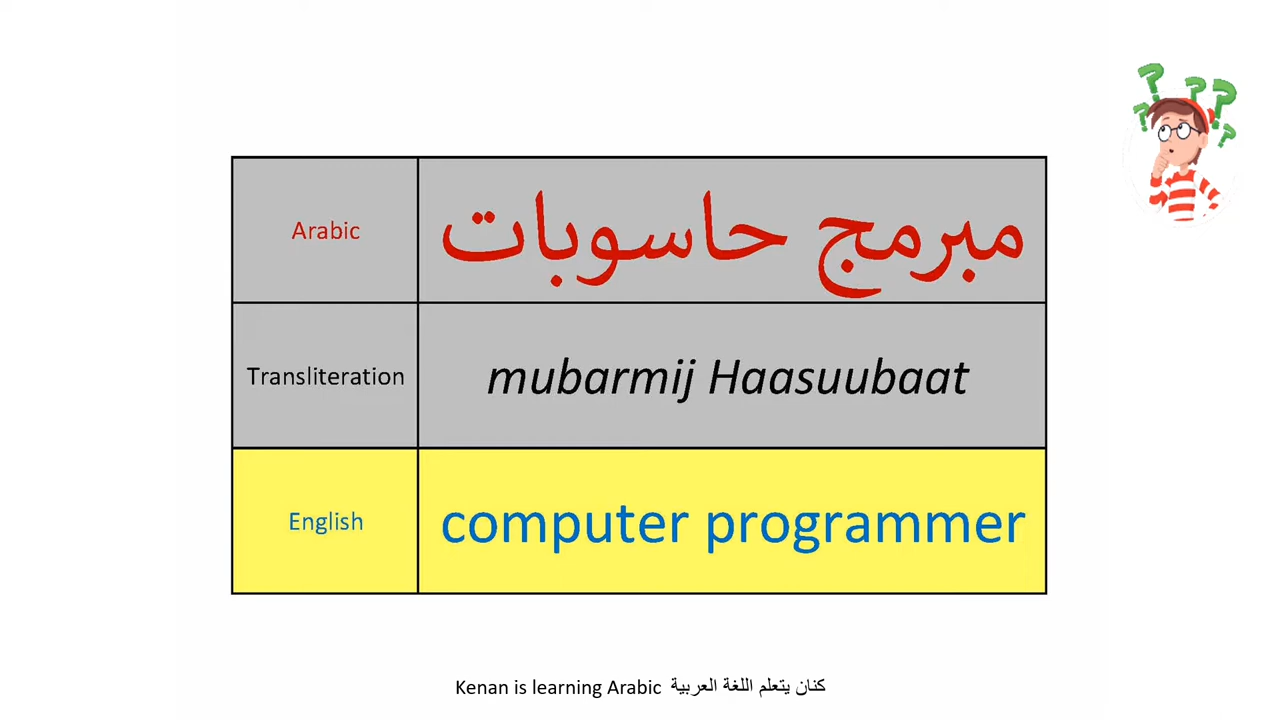 Arabic مبرمج حاسوبات
Transliteration mubarmij Haasuubaat
English computer programmer
Kenan is learning Arabic كنان يتعلم اللغة العربية